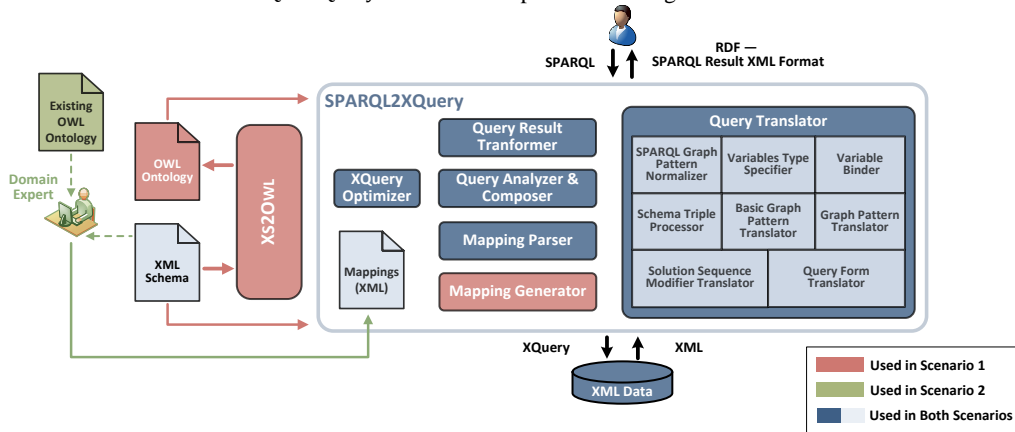 RDF —
SPARQL
SPARQL Result XML Format
SPARQL2XQuery
Existing
OWL
Ontology
Domain
Expert
OWL
Ontology
XML
Schema
XS2OWL
XQuery
Optimizer
Mappings
(XML)
Query Result
Tranformer
Query Analyzer &
Composer
Mapping Parser
Mapping Generator
Query Translator
SPARQL Graph
Pattern
Normalizer
Variables Type
Specifier
Variable
Binder
Schema Triple
Processor
Basic Graph
Pattern
Translator
Graph Pattern
Translator
Solution Sequence
Modifier Translator
Query Form
Translator
XQuery
XML
XML Data
Used in Scenario 1
Used in Scenario 2
Used in Both Scenarios